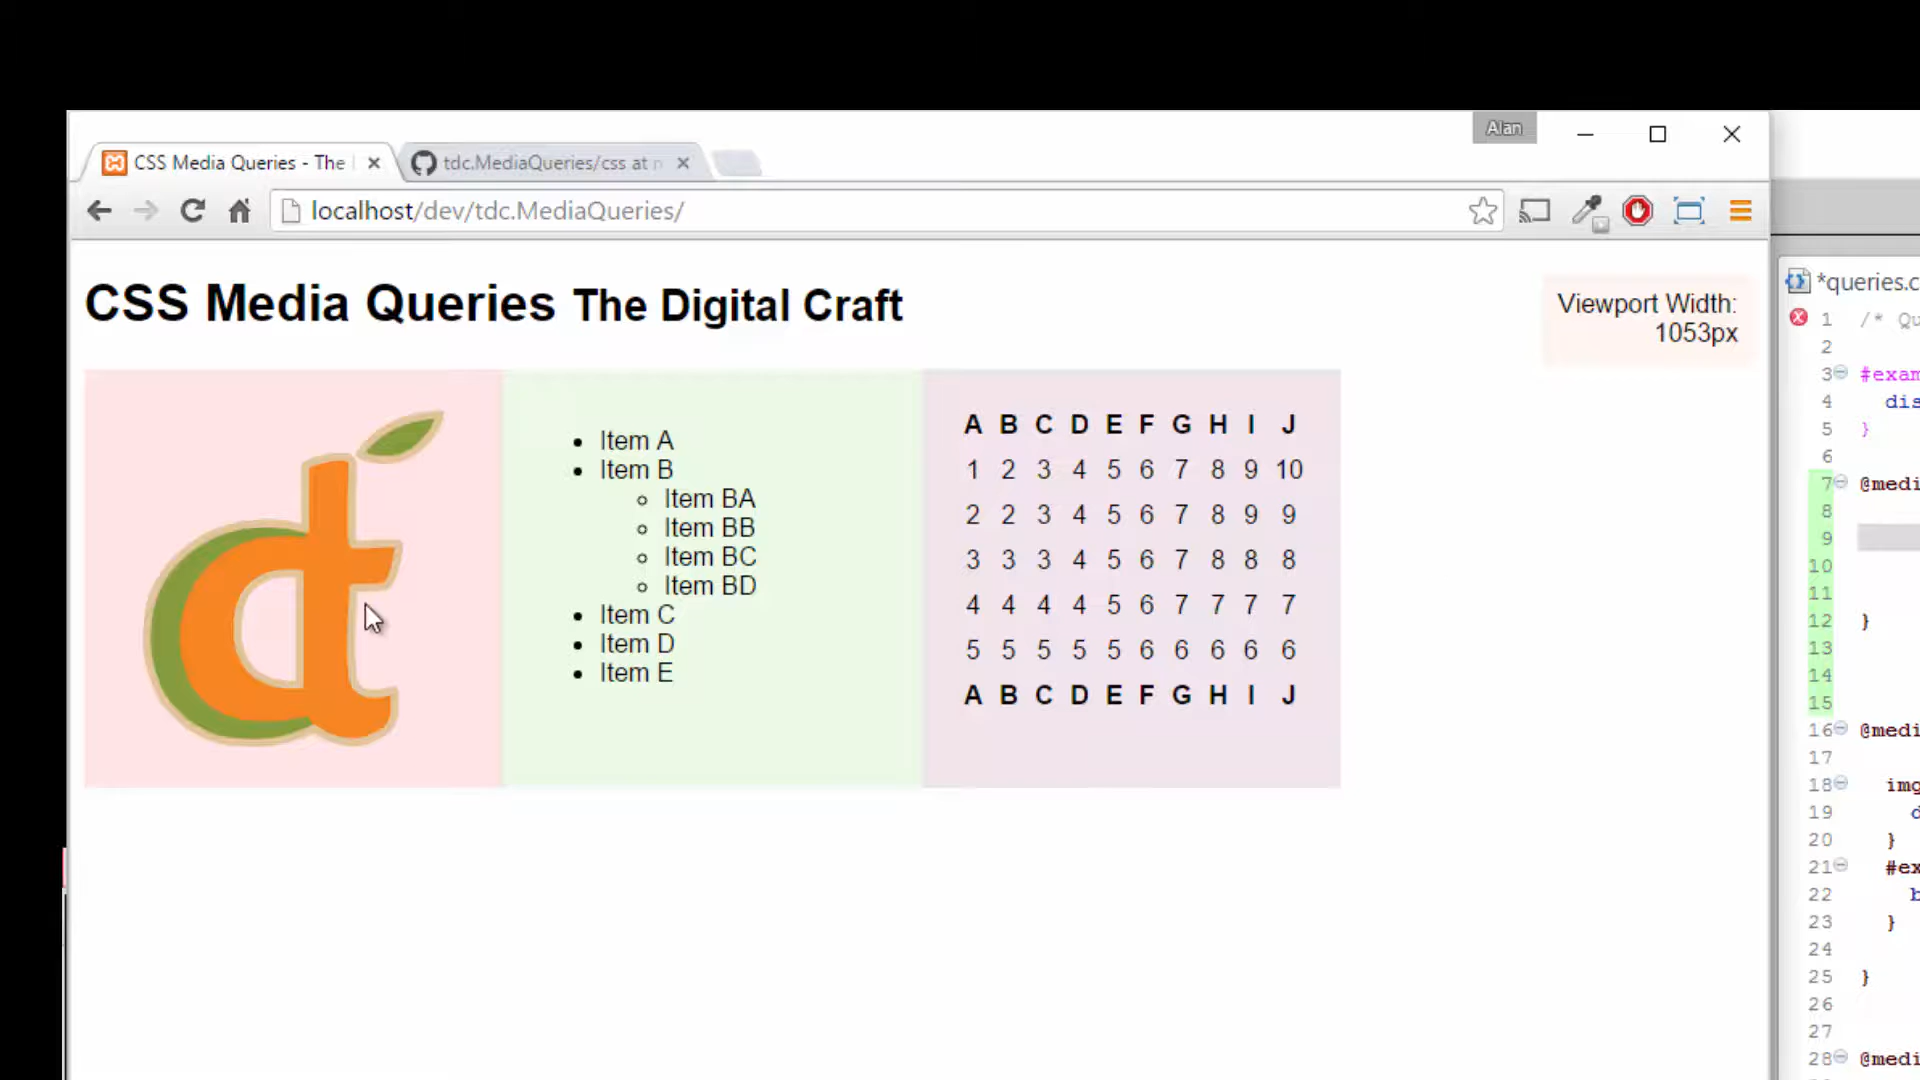 Alan
CSS Media Queries - The
tdc.MediaQueries/css at
localhost/dev/tdc.MediaQueries/
CSS Media Queries The Digital Craft
Viewport Width:
1053px
Item A
Item B
Item BA
Item BB
Item BC
Item BD
Item C
Item D
Item E
A B C D E F G H I J
1 2 3 4 5 6 7 8 9 10
2 2 3 4 5 6 7 8 9 9
3 3 3 4 5 6 7 8 8 8
4 4 4 4 5 6 7 7 7 7
5 5 5 5 5 6 6 6 6 6
A B C D E F G H I J
*queries.c
1 /* Qu
2
3 #exam
4 dis
5 }
6
7 @medi
8
9
10
11
12 }
13
14
15
16 @medi
17
18 img
19 d
20 }
21 #ex
22 b
23 }
24
25 }
26
27
28 @medi